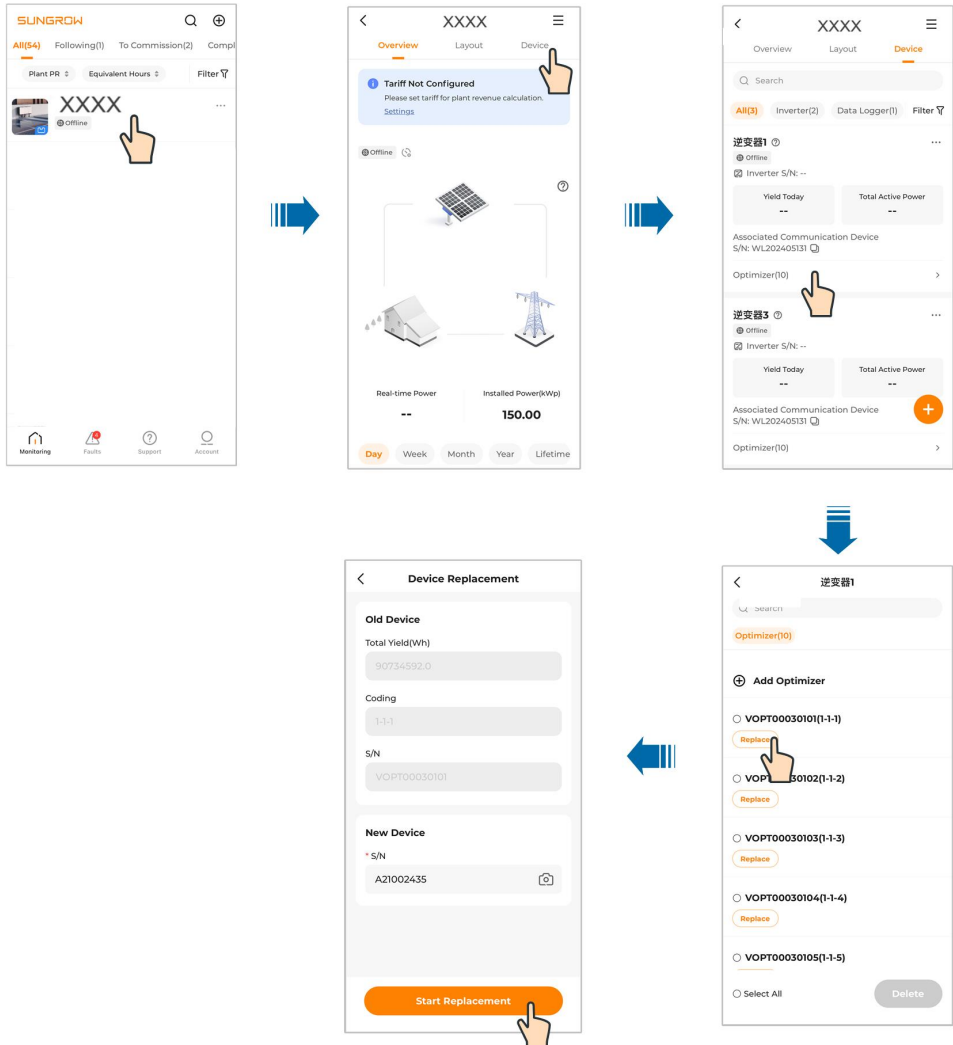 SUNGROW
All(54) Following(1) To Commission(2) Compl
Plant PR Equivalent Hours Filter
XXXX
Offline
Monitoring Faults Support Account
XXXX
Overview Layout Device
Tariff Not Configured
Please set tariff for plant revenue calculation.
Settings
Offline
Real-time Power Installed Power(kWp)
-- 150.00
Day Week Month Year Lifetime
XXXX
Overview Layout Device
Search
All(3) Inverter(2) Data Logger(1) Filter
逆变器1
Offline
Inverter S/N: --
Yield Today Total Active Power
-- --
Associated Communication Device
S/N: WL202405131
Optimizer(10)
逆变器3
Offline
Inverter S/N: --
Yield Today Total Active Power
-- --
Associated Communication Device
S/N: WL202405131
Optimizer(10)
逆变器1
Search
Optimizer(10)
Add Optimizer
VOPT00030101(1-1-1)
Replace
VOPT00030102(1-1-2)
Replace
VOPT00030103(1-1-3)
Replace
VOPT00030104(1-1-4)
Replace
VOPT00030105(1-1-5)
Select All Delete
Device Replacement
Old Device
Total Yield(Wh)
90734592.0
Coding
1-1-1
S/N
VOPT00030101
New Device
* S/N
A21002435
Start Replacement